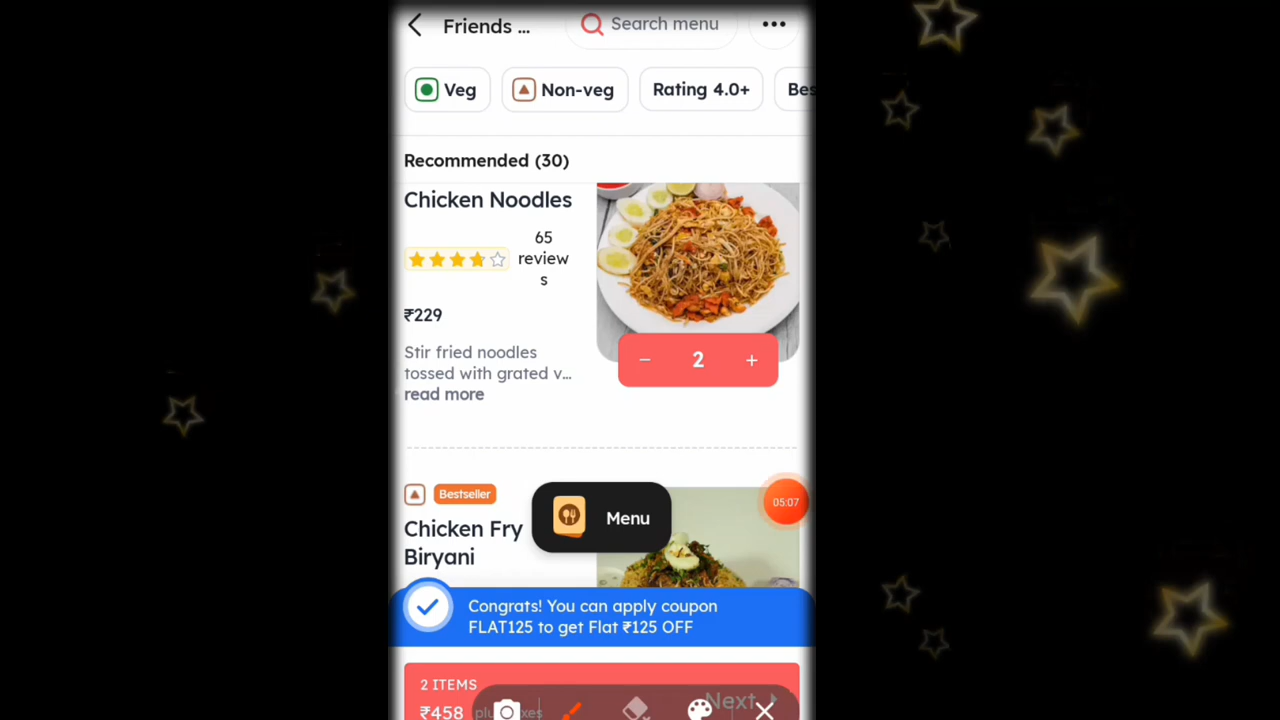 Friends ...
Search menu
Veg
Non-veg
Rating 4.0+
Bes
Recommended (30)
Chicken Noodles
65
review
s
₹229
Stir fried noodles
tossed with grated v...
read more
2
Bestseller
Menu
05:07
Chicken Fry
Biryani
Congrats! You can apply coupon
FLAT125 to get Flat ₹125 OFF
2 ITEMS
₹458
Next